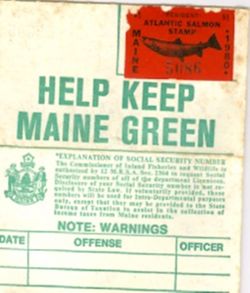 RESIDENT
ATLANTIC SALMON
STAMP
MAINE
1980
5086
HELP KEEP
MAINE GREEN
*EXPLANATION OF SOCIAL SECURITY NUMBER
The Commissioner of Inland Fisheries and Wildlife is
authorized by 12 M.R.S.A. Sec. 2364 to request Social
Security numbers of all of the department licenses.
Disclosure of your Social Security number is not re-
quired by State Law. If voluntarily provided, these
numbers will be used for Intra-Departmental purposes
only, except that they may be provided to the State
Bureau of Taxation to assist in the collection of
income taxes from Maine residents.
NOTE: WARNINGS
DATE OFFENSE OFFICER